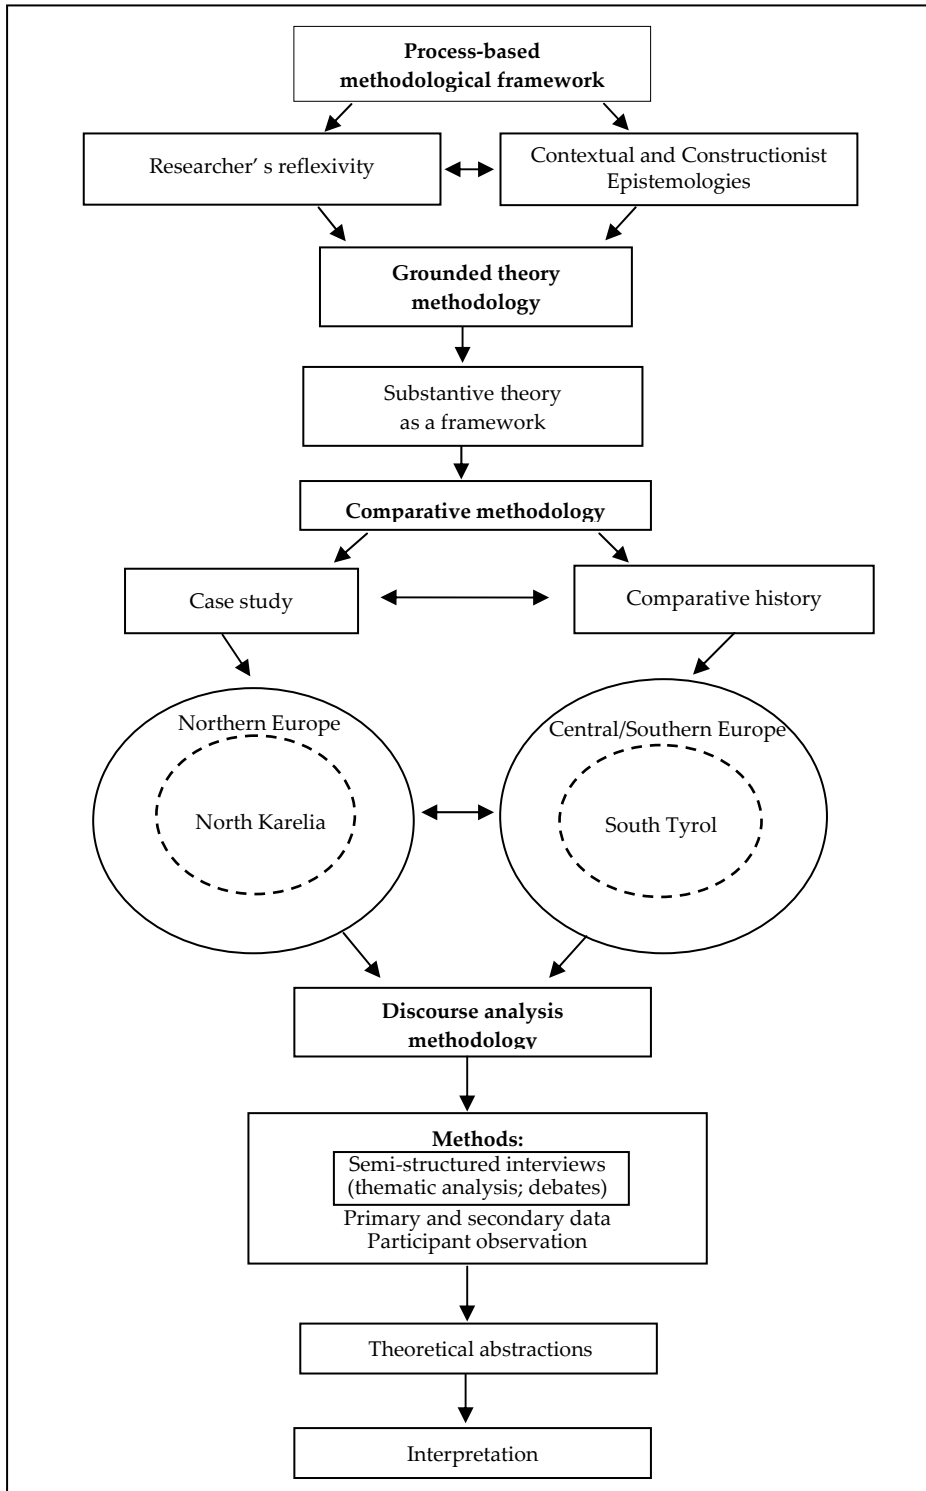 Process-based
methodological framework
Researcher’ s reflexivity
Contextual and Constructionist
Epistemologies
Grounded theory
methodology
Substantive theory
as a framework
Comparative methodology
Case study
Comparative history
Northern Europe
North Karelia
Central/Southern Europe
South Tyrol
Discourse analysis
methodology
Methods:
Semi-structured interviews
(thematic analysis; debates)
Primary and secondary data
Participant observation
Theoretical abstractions
Interpretation